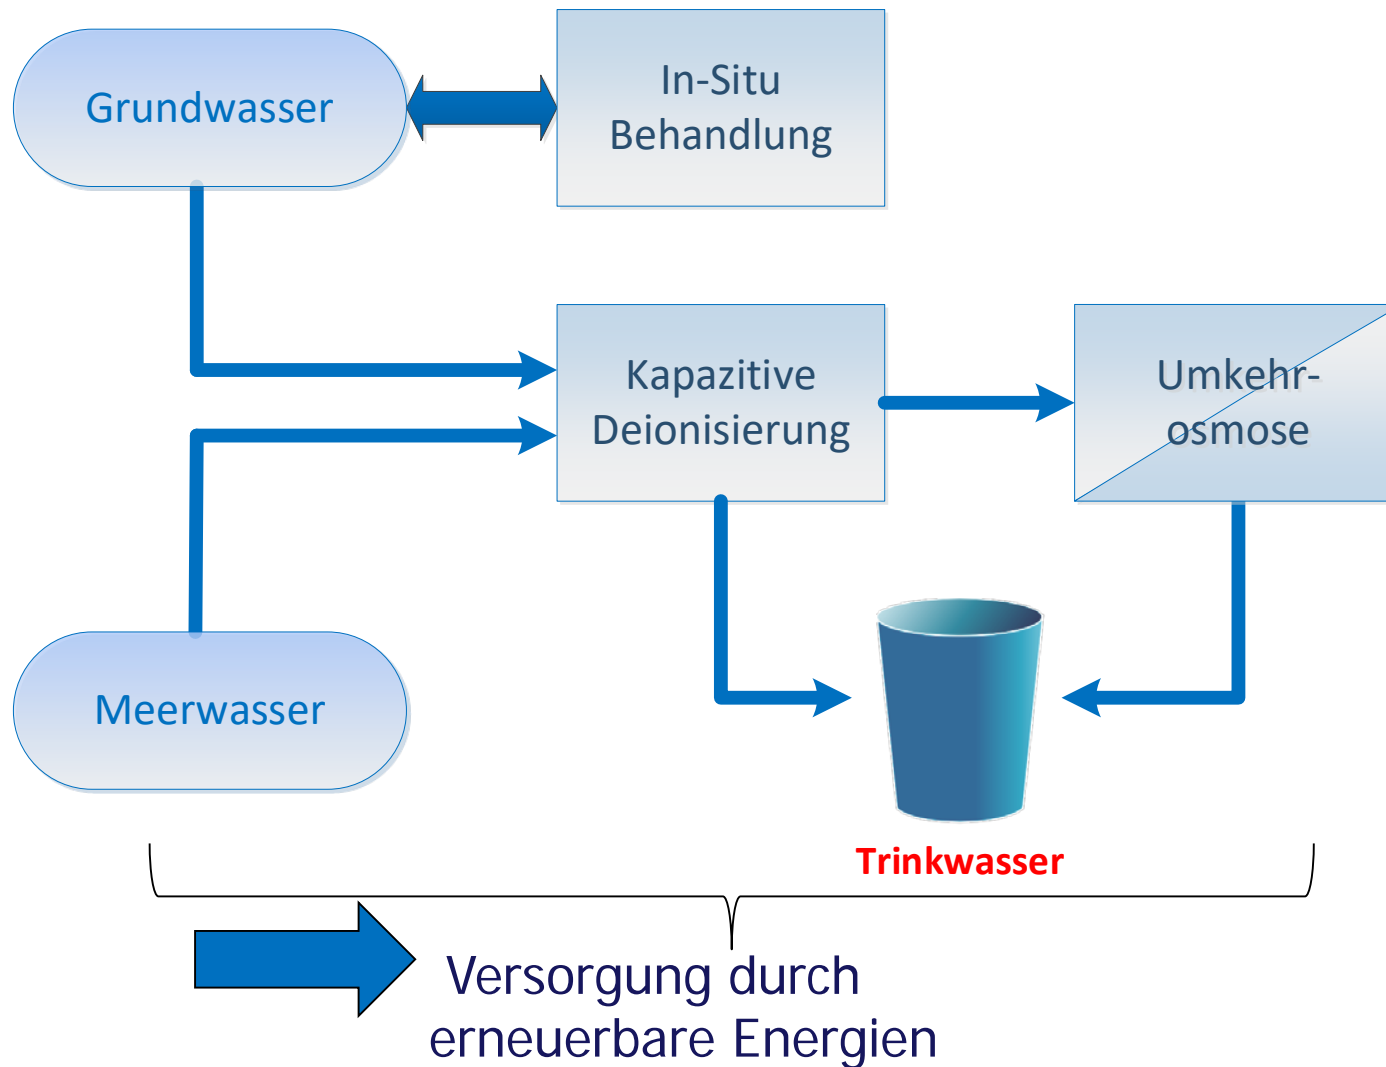 Grundwasser
In-Situ
Behandlung
Kapazitive
Deionisierung
Umkehr-
osmose
Meerwasser
Trinkwasser
Versorgung durch
erneuerbare Energien